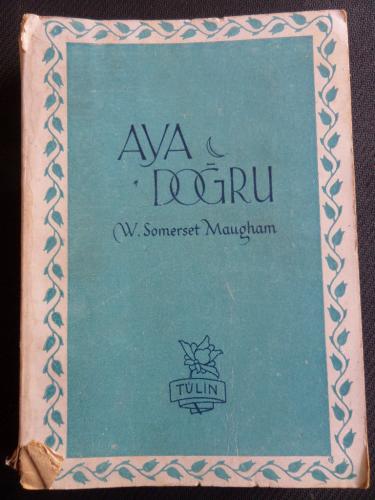 AYA
DOĞRU
W. Somerset Maugham
TÜLİN